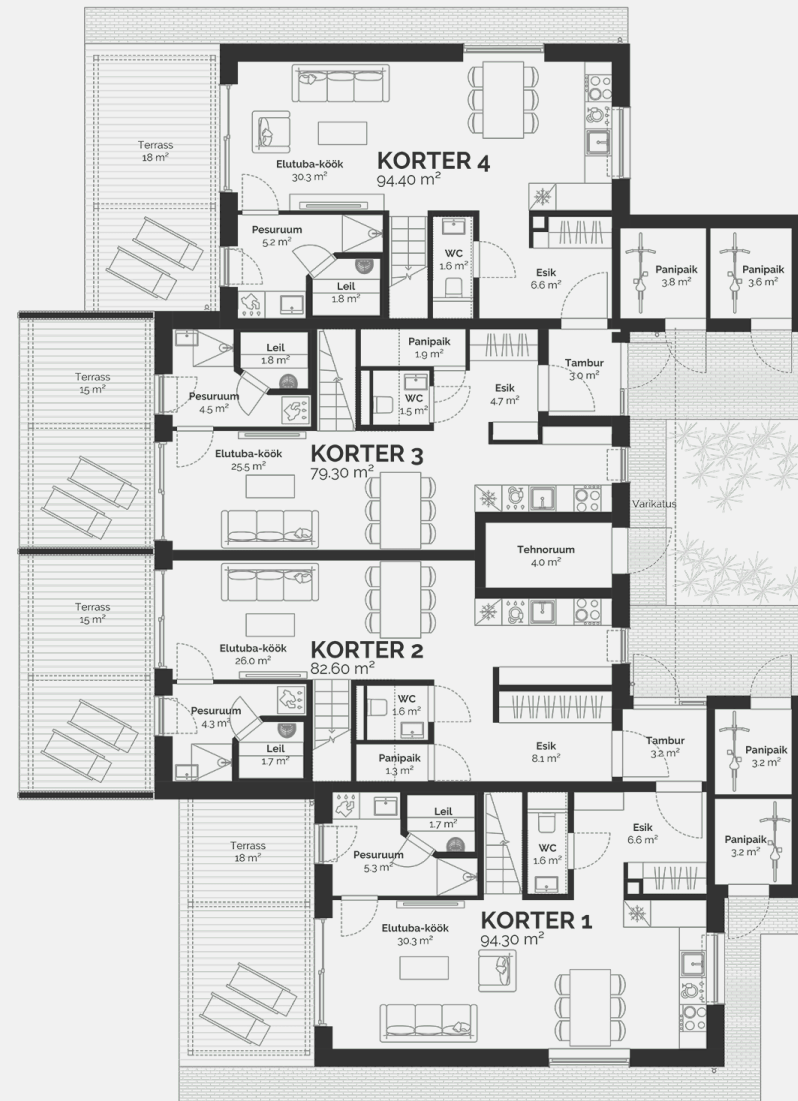 Terrass
18 m²
Elutuba-köök
30.3 m²
KORTER 4
94.40 m²
Pesuruum
5.2 m²
Leil
1.8 m²
WC
1.6 m²
Esik
6.6 m²
Panipaik
3.8 m²
Panipaik
3.6 m²
Terrass
15 m²
Leil
1.8 m²
Pesuruum
4.5 m²
Panipaik
1.9 m²
WC
1.5 m²
Esik
4.7 m²
Tambur
3.0 m²
Elutuba-köök
25.5 m²
KORTER 3
79.30 m²
Varikatus
Tehnoruum
4.0 m²
Terrass
15 m²
Elutuba-köök
26.0 m²
KORTER 2
82.60 m²
Pesuruum
4.3 m²
Leil
1.7 m²
WC
1.6 m²
Panipaik
1.3 m²
Esik
8.1 m²
Tambur
3.2 m²
Panipaik
3.2 m²
Terrass
18 m²
Pesuruum
5.3 m²
Leil
1.7 m²
WC
1.6 m²
Esik
6.6 m²
Panipaik
3.2 m²
Elutuba-köök
30.3 m²
KORTER 1
94.30 m²